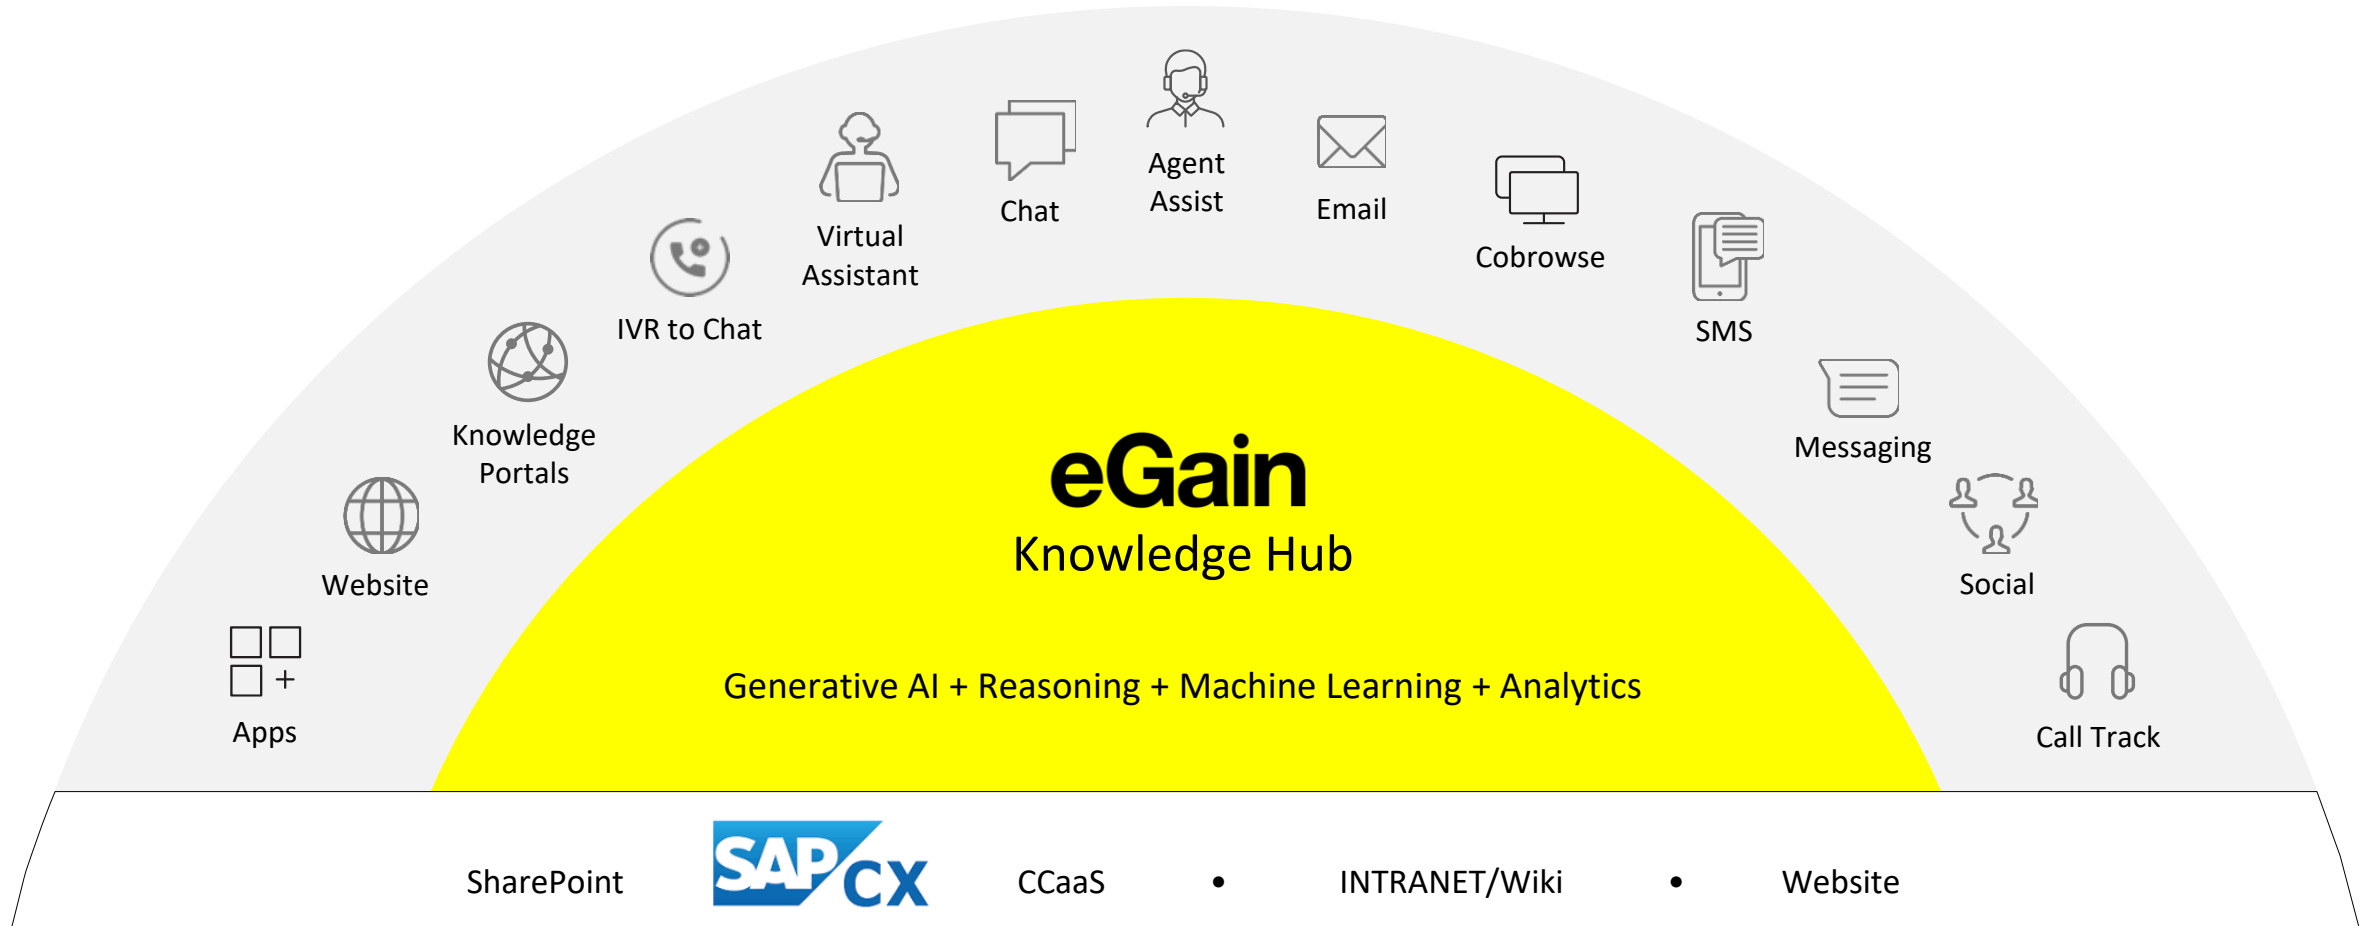 Agent
Assist
Chat
Email
Virtual
Assistant
Cobrowse
IVR to Chat
SMS
Knowledge
Portals
Messaging
Website
Social
Apps
Call Track
eGain
Knowledge Hub
Generative AI + Reasoning + Machine Learning + Analytics
SharePoint SAP CX CCaaS • INTRANET/Wiki • Website